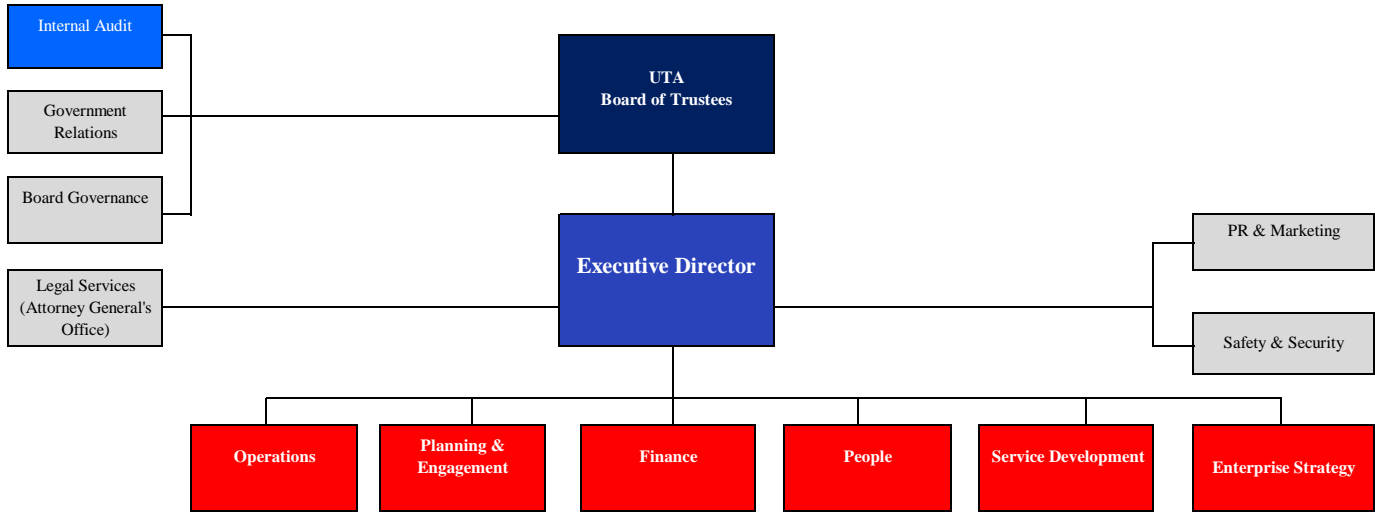 Internal Audit
UTA
Board of Trustees
Government
Relations
Board Governance
PR & Marketing
Executive Director
Legal Services
(Attorney General's
Office)
Safety & Security
Operations
Planning &
Engagement
Finance
People
Service Development
Enterprise Strategy